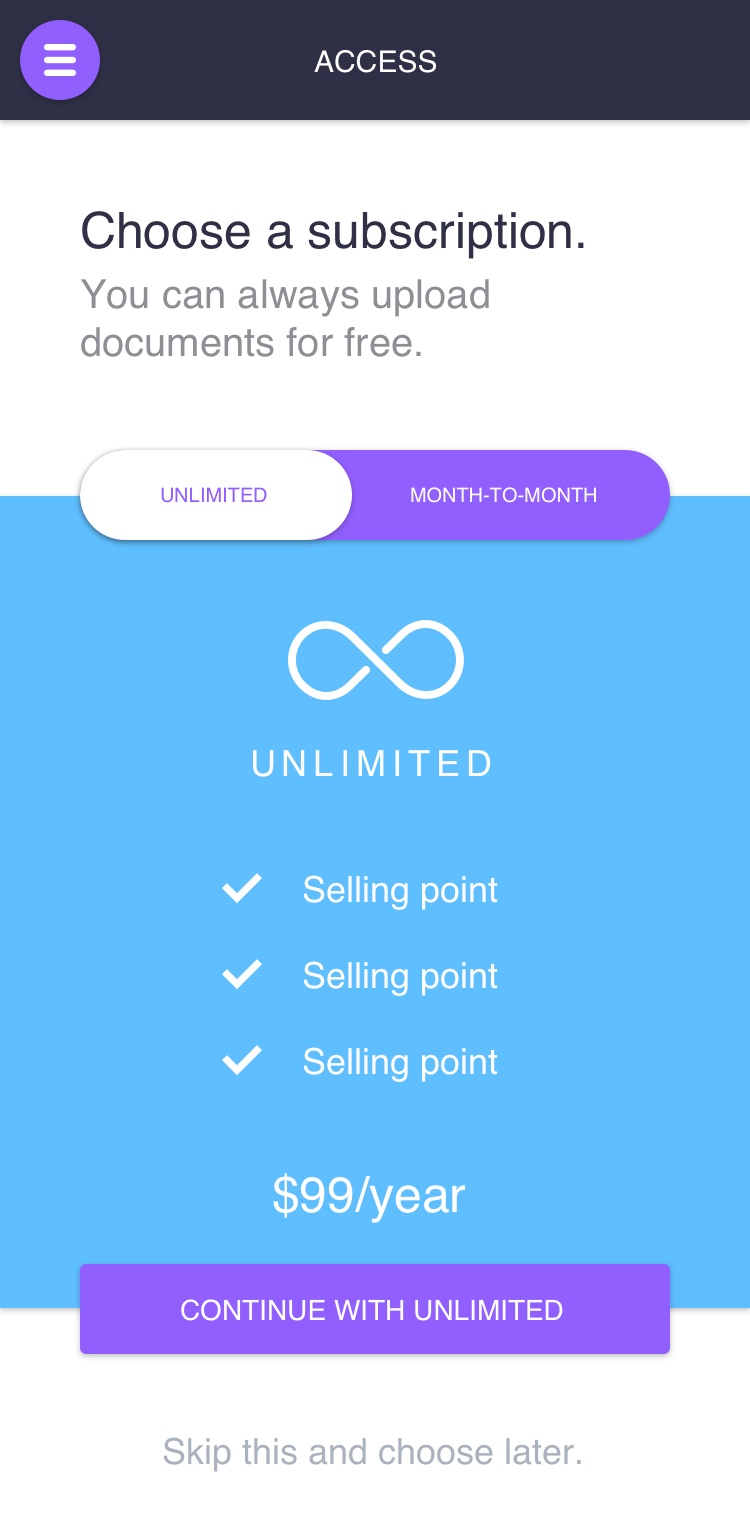 ACCESS
Choose a subscription.
You can always upload
documents for free.
UNLIMITED
MONTH-TO-MONTH
UNLIMITED
Selling point
Selling point
Selling point
$99/year
CONTINUE WITH UNLIMITED
Skip this and choose later.